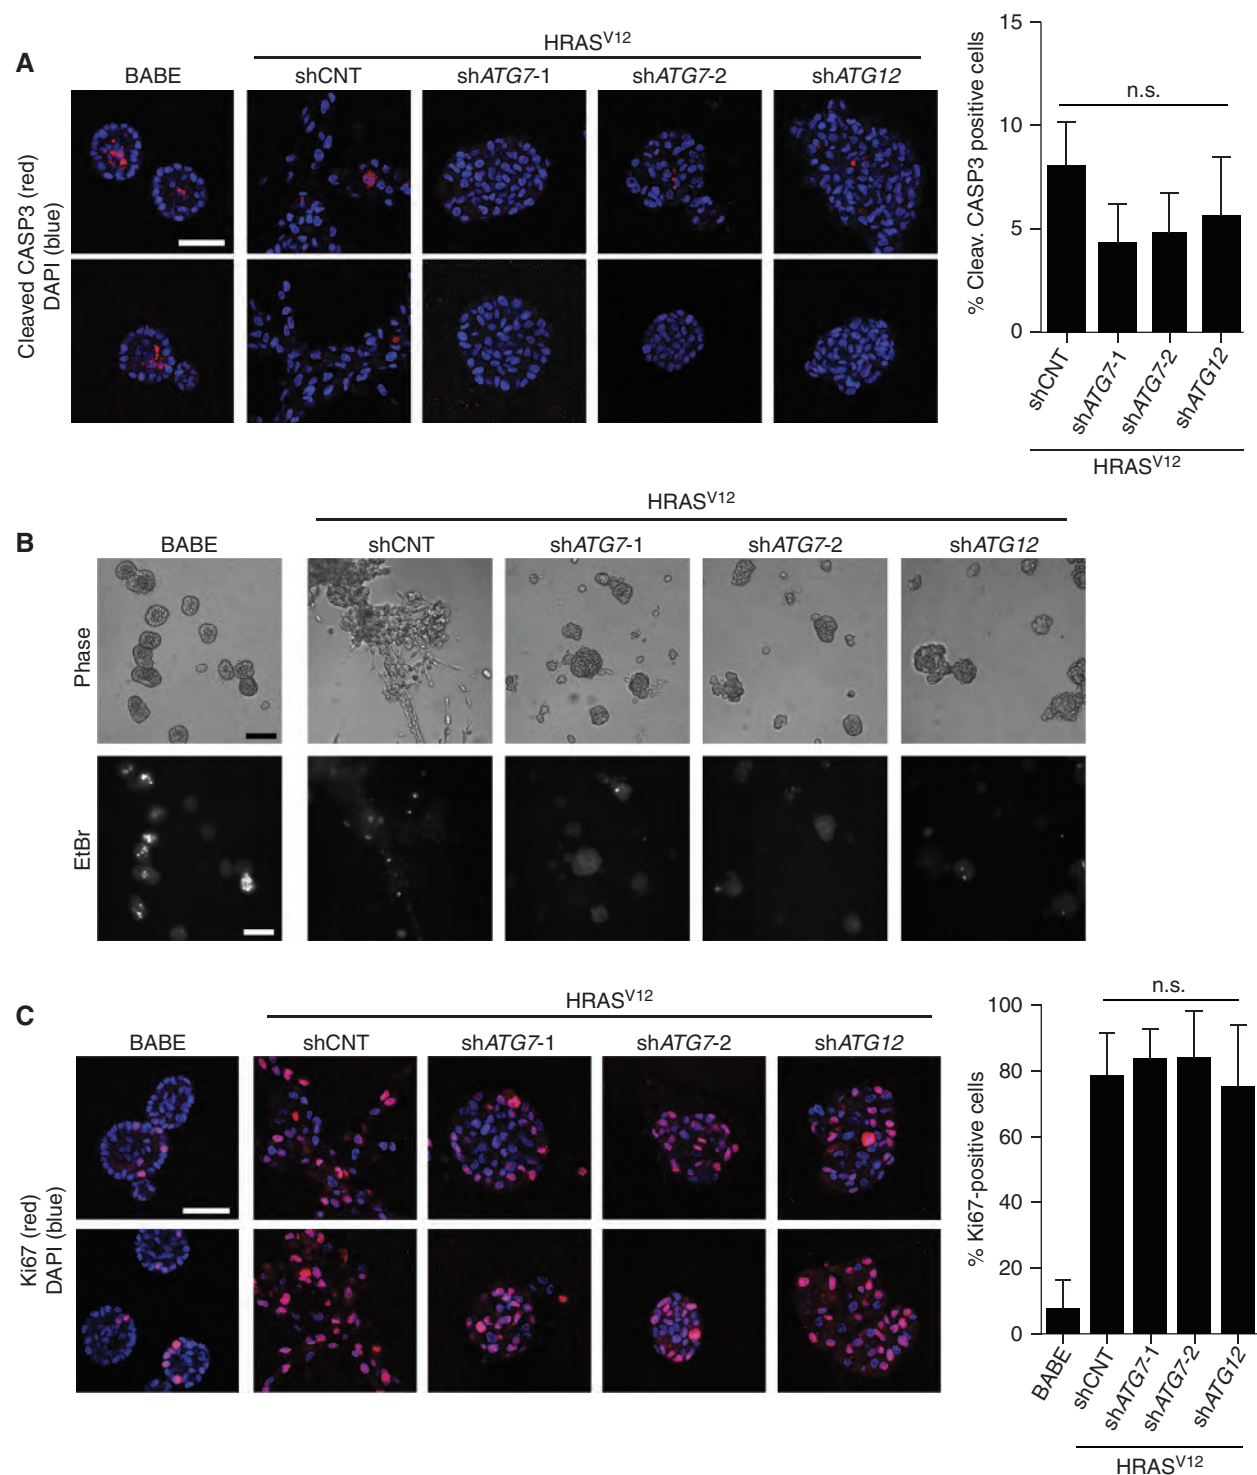 A
HRASV12
BABE
shCNT
shATG7-1
shATG7-2
shATG12
Cleaved CASP3 (red)
DAPI (blue)
% Cleav. CASP3 positive cells
15
10
5
0
n.s.
shCNT
shATG7-1
shATG7-2
shATG12
HRASV12
B
HRASV12
BABE
shCNT
shATG7-1
shATG7-2
shATG12
Phase
EtBr
C
HRASV12
BABE
shCNT
shATG7-1
shATG7-2
shATG12
Ki67 (red)
DAPI (blue)
% Ki67-positive cells
100
80
60
40
20
0
n.s.
BABE
shCNT
shATG7-1
shATG7-2
shATG12
HRASV12